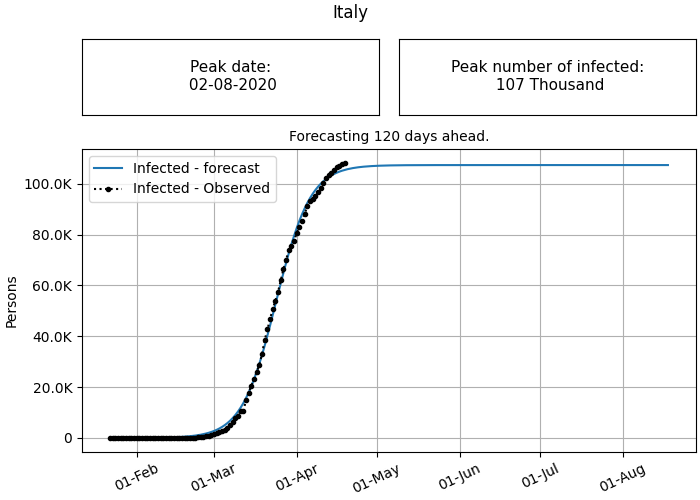 Italy
Peak date:
02-08-2020
Peak number of infected:
107 Thousand
Forecasting 120 days ahead.
Infected - forecast
Infected - Observed
100.0K
80.0K
60.0K
40.0K
20.0K
0
Persons
01-Feb
01-Mar
01-Apr
01-May
01-Jun
01-Jul
01-Aug